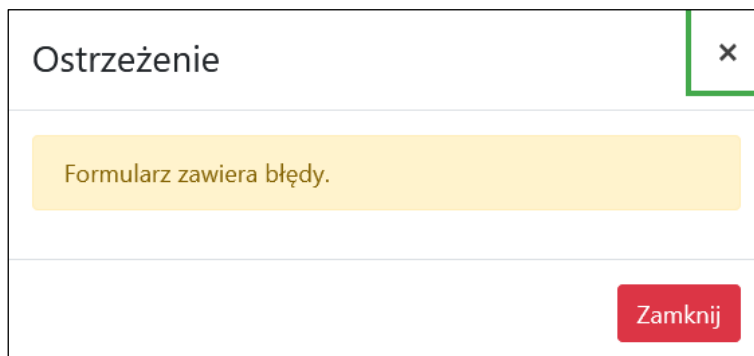 Ostrzeżenie
×
Formularz zawiera błędy.
Zamknij